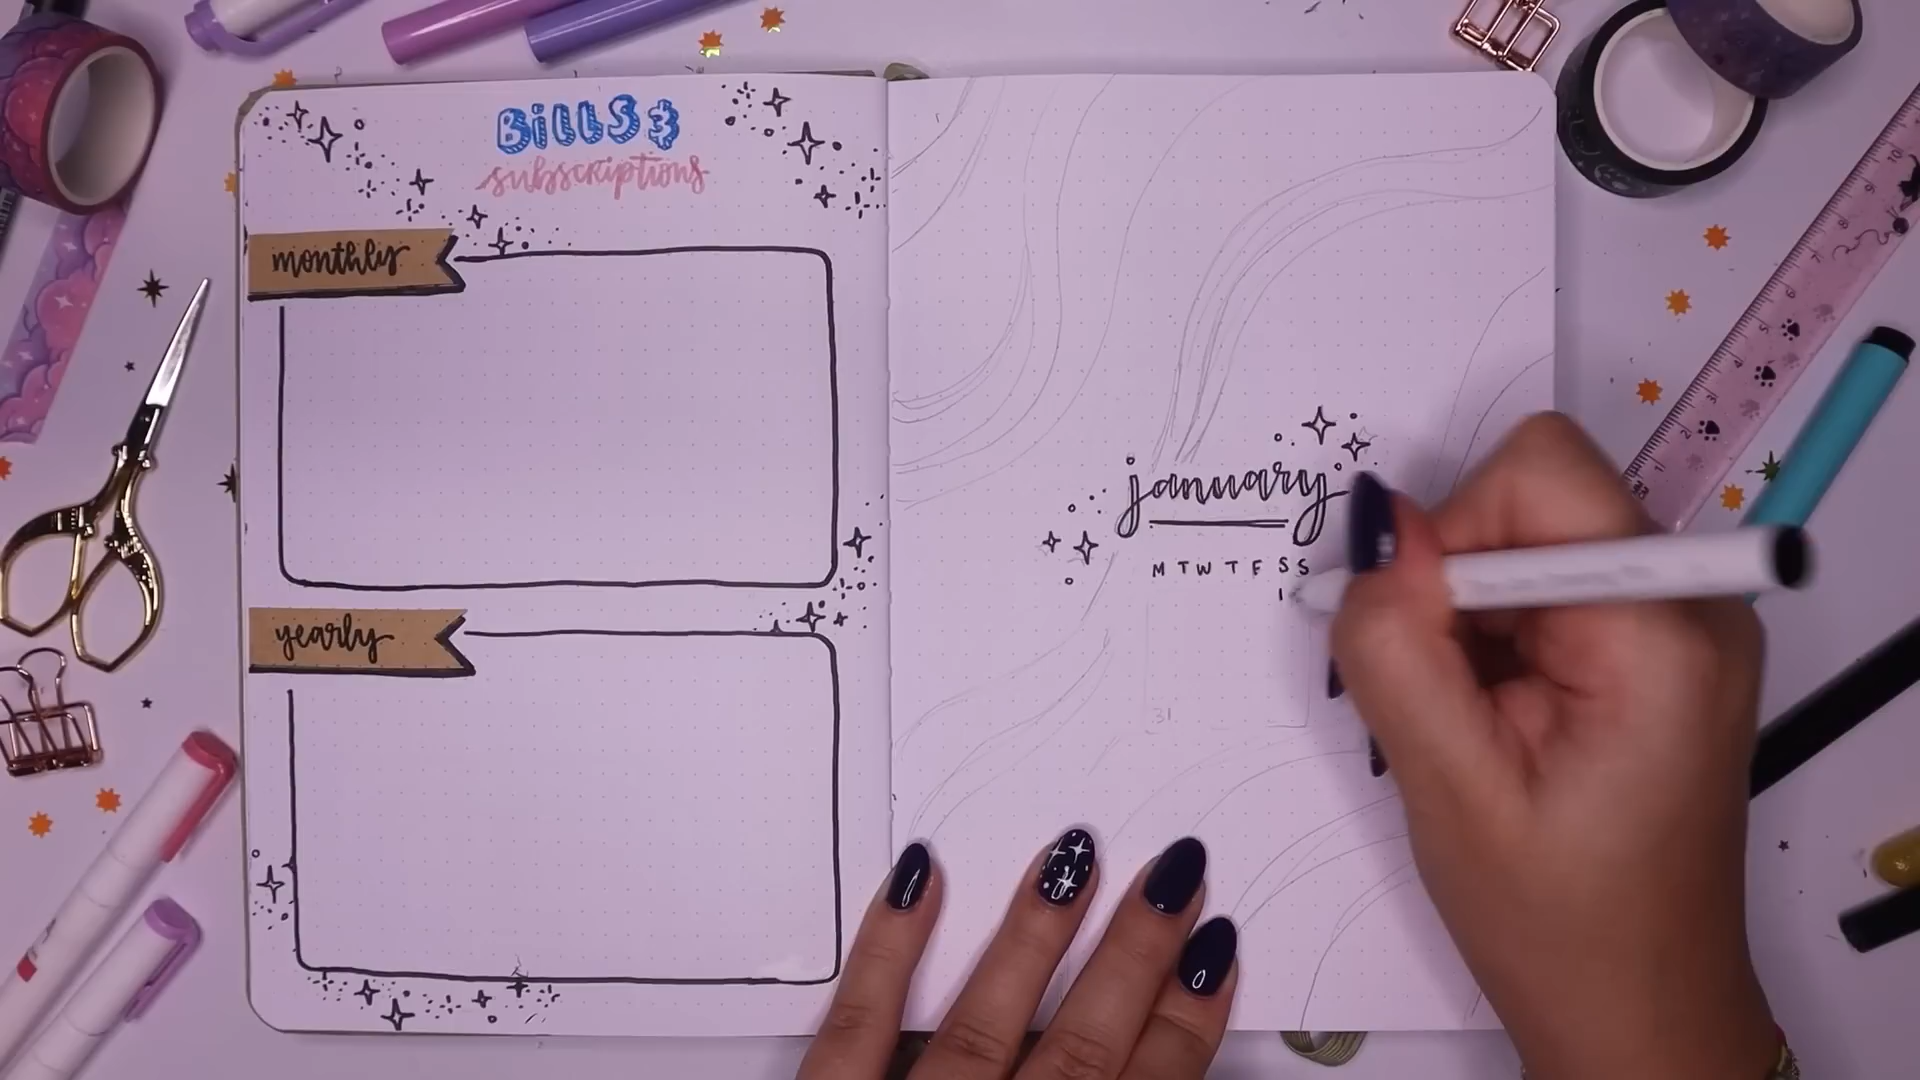 BiLLS &
subscriptions
monthly
yearly
january
M T W T F S S
1
31